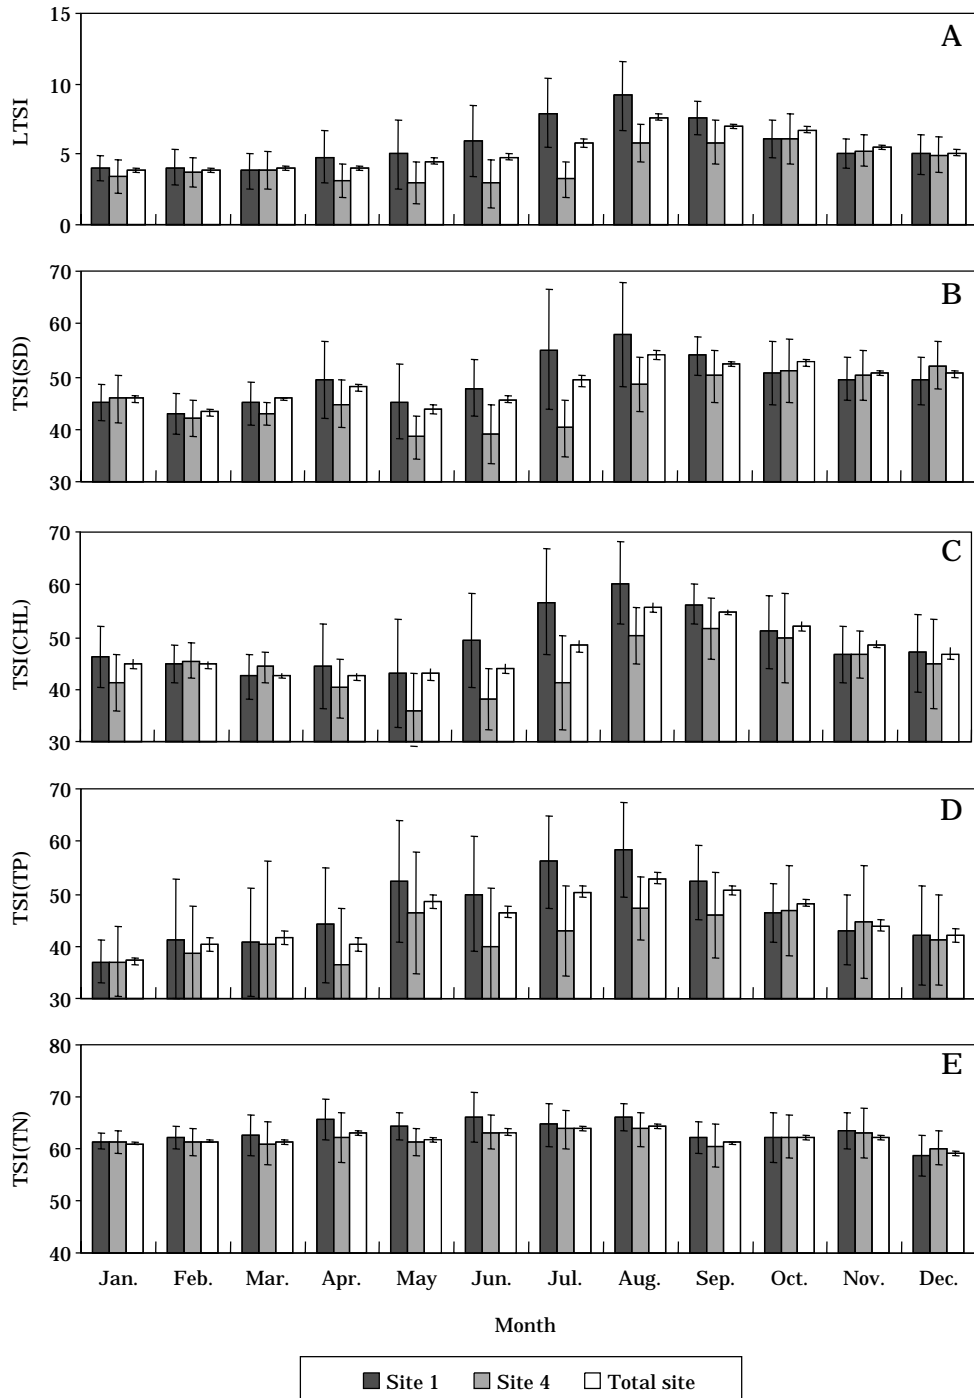 15
A
10
LTSI
5
0
70
B
60
TSI(SD)
50
40
30
70
C
60
TSI(CHL)
50
40
30
70
D
60
TSI(TP)
50
40
30
80
E
70
TSI(TN)
60
50
40
Jan. Feb. Mar. Apr. May Jun. Jul. Aug. Sep. Oct. Nov. Dec.
Month
Site 1 Site 4 Total site